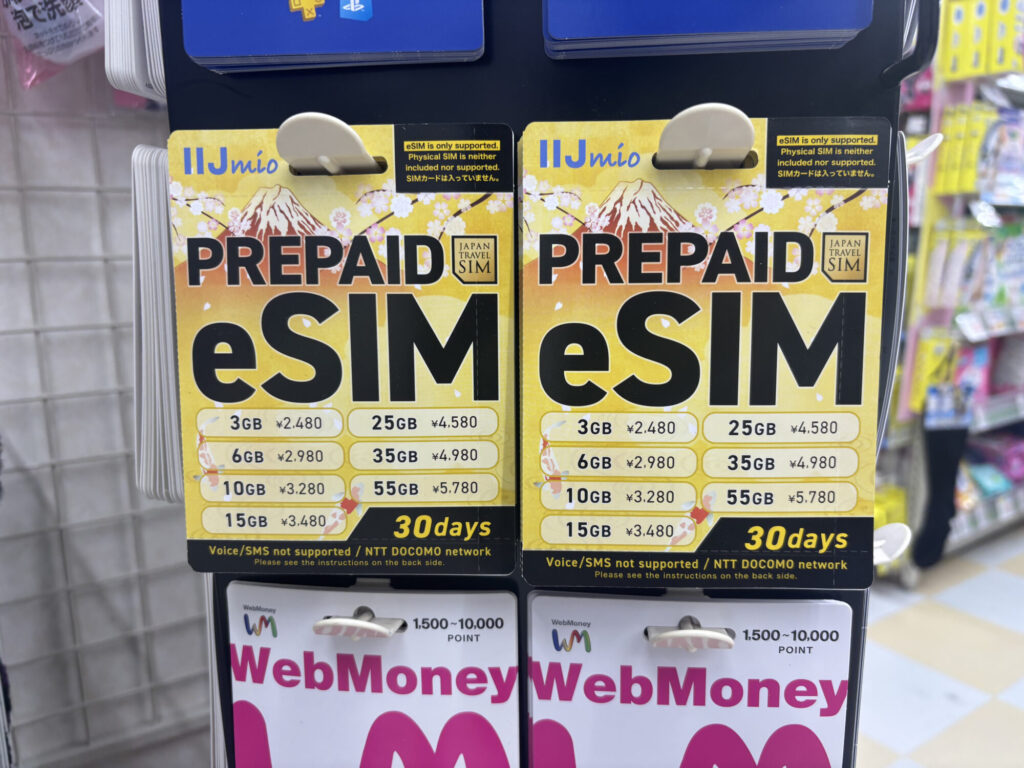 IIJmio
eSIM is only supported.
Physical SIM is neither
included nor supported.
SIMカードは入っていません。
PREPAID
JAPAN
TRAVEL
SIM
eSIM
3GB ¥2.480
25GB ¥4.580
6GB ¥2.980
35GB ¥4.980
10GB ¥3.280
55GB ¥5.780
15GB ¥3.480
30days
Voice/SMS not supported / NTT DOCOMO network
Please see the instructions on the back side.
IIJmio
eSIM is only supported.
Physical SIM is neither
included nor supported.
SIMカードは入っていません。
PREPAID
JAPAN
TRAVEL
SIM
eSIM
3GB ¥2.480
25GB ¥4.580
6GB ¥2.980
35GB ¥4.980
10GB ¥3.280
55GB ¥5.780
15GB ¥3.480
30days
Voice/SMS not supported / NTT DOCOMO network
Please see the instructions on the back side.
WebMoney
1.500~10.000
POINT
WebMoney
WebMoney
1.500~10.000
POINT
WebMoney